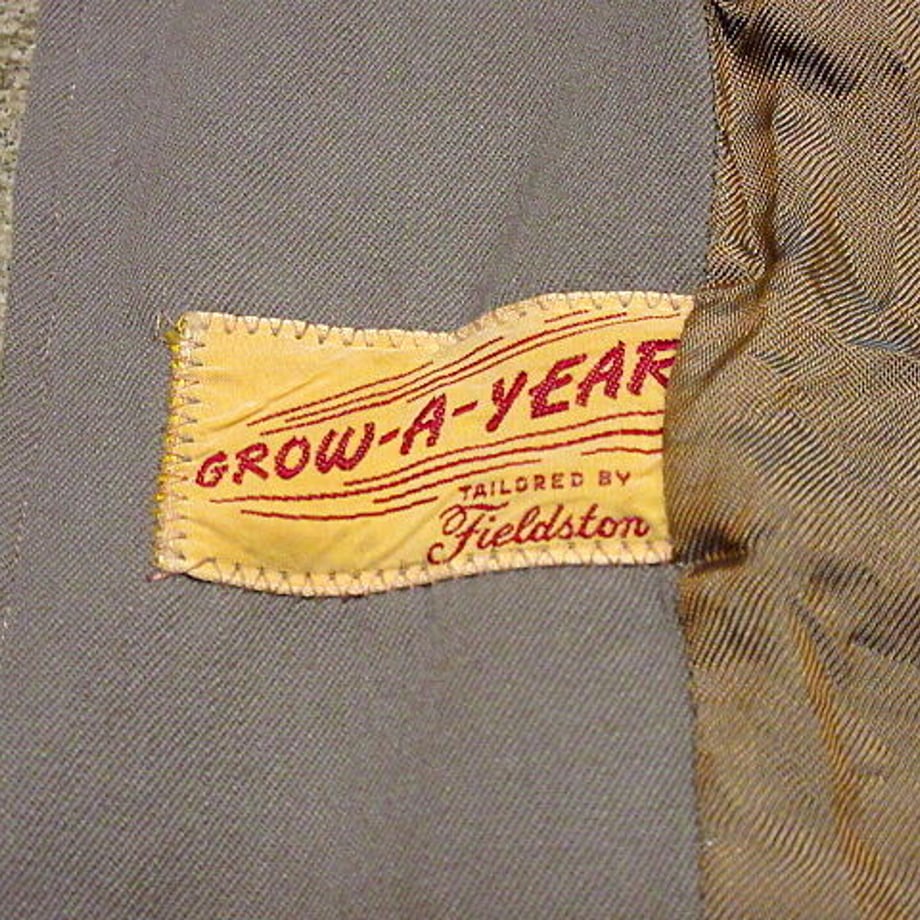 GROW-A-YEAR
TAILORED BY
Fieldston